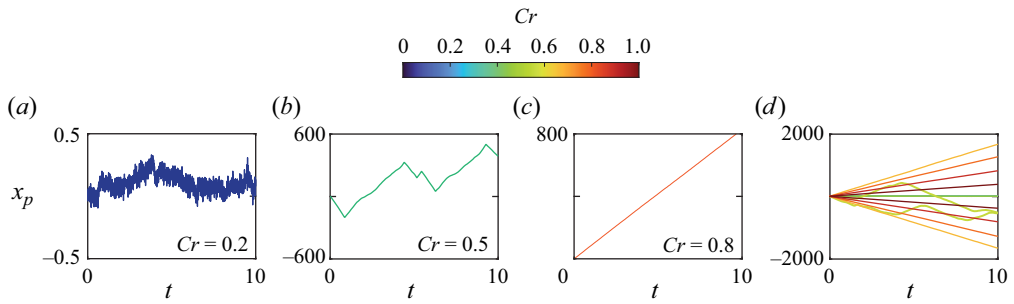 Cr
0 0.2 0.4 0.6 0.8 1.0
(a) (b) (c) (d)
0.5 600 800 2000
x_p
Cr = 0.2 Cr = 0.8
−0.5 −600 −2000
Cr = 0.5
0 10 0 10 0 10 0 10
t t t t